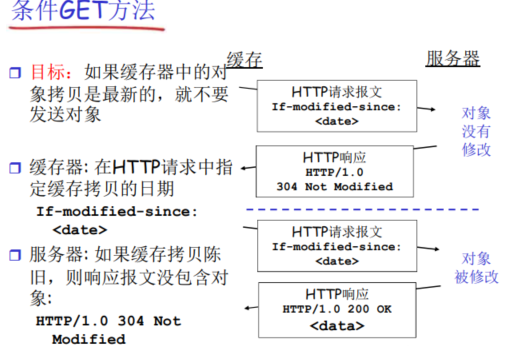 条件GET方法
目标：如果缓存器中的对
象拷贝是最新的，就不要
发送对象
缓存器: 在HTTP请求中指
定缓存拷贝的日期
If-modified-since:
<date>
服务器: 如果缓存拷贝陈
旧，则响应报文没包含对
象:
HTTP/1.0 304 Not
Modified
缓存
服务器
HTTP请求报文
If-modified-since:
<date>
对象
没有
修改
HTTP响应
HTTP/1.0
304 Not Modified
HTTP请求报文
If-modified-since:
<date>
对象
被修改
HTTP响应
HTTP/1.0 200 OK
<data>